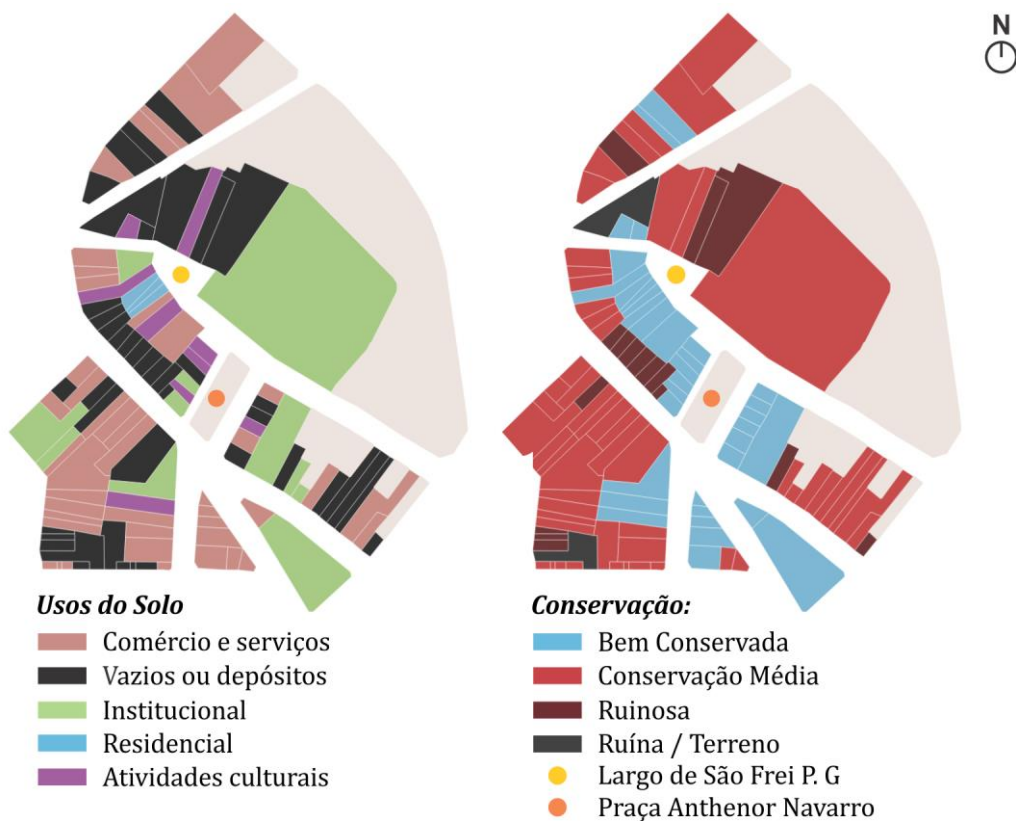 N
Usos do Solo
Comércio e serviços
Vazios ou depósitos
Institucional
Residencial
Atividades culturais
Conservação:
Bem Conservada
Conservação Média
Ruinosa
Ruína / Terreno
Largo de São Frei P. G
Praça Anthenor Navarro